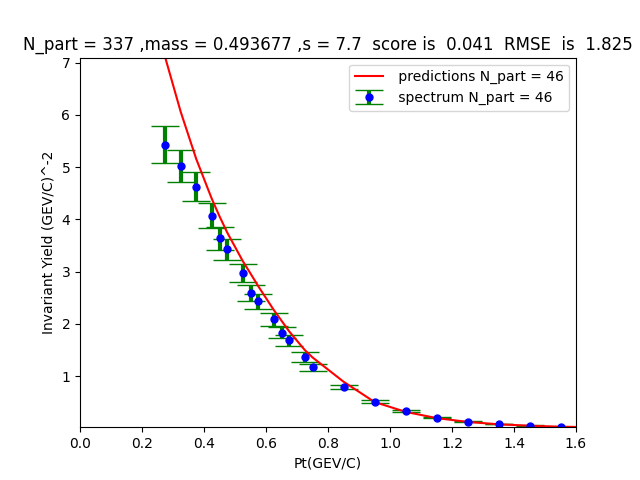 N_part = 337 ,mass = 0.493677 ,s = 7.7  score is  0.041  RMSE  is  1.825
predictions N_part = 46
spectrum N_part = 46
Invariant Yield (GEV/C)^-2
7
6
5
4
3
2
1
0.0 0.2 0.4 0.6 0.8 1.0 1.2 1.4 1.6
Pt(GEV/C)